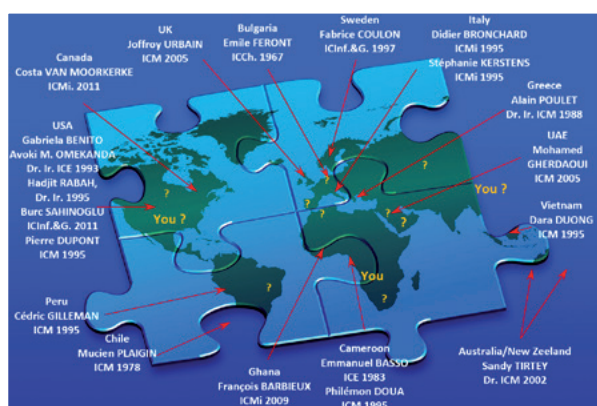 UK
Joffroy URBAIN
ICM 2005
Bulgaria
Emile FERONT
ICCh. 1967
Sweden
Fabrice COULON
ICInf.&G. 1997
Italy
Didier BRONCHARD
ICMi 1995
Stéphanie KERSTENS
ICMi 1995
Canada
Costa VAN MOORKERKE
ICMi. 2011
Greece
Alain POULET
Dr. Ir. ICM 1988
USA
Gabriela BENITO
Avoki M. OMEKANDA
Dr. Ir. ICE 1993
Hadjit RABAH,
Dr. Ir. 1995
Burc SAHINOGLU
ICInf.&G. 2011
Pierre DUPONT
ICM 1995
UAE
Mohamed
GHERDAOUI
ICM 2005
?
?
You ?
?
?
?
?
?
You ?
Vietnam
Dara DUONG
ICM 1995
You
?
?
Peru
Cédric GILLEMAN
ICM 1995
Chile
Mucien PLAIGIN
ICM 1978
Ghana
François BARBIEUX
ICMi 2009
Cameroon
Emmanuel BASSO
ICE 1983
Philémon DOUA
ICM 1995
Australia/New Zeeland
Sandy TIRTEY
Dr. ICM 2002